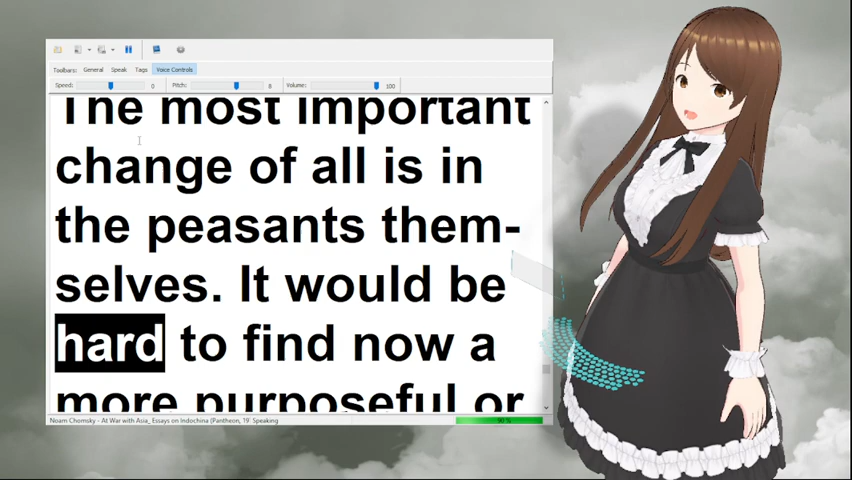 Toolbars: General Speak Tags Voice Controls
Speed: 0 Pitch: 8 Volume: 100
The most important
change of all is in
the peasants them-
selves. It would be
hard to find now a
more purposeful or
Noam Chomsky - At War with Asia_ Essays on Indochina (Pantheon, 19 Speaking